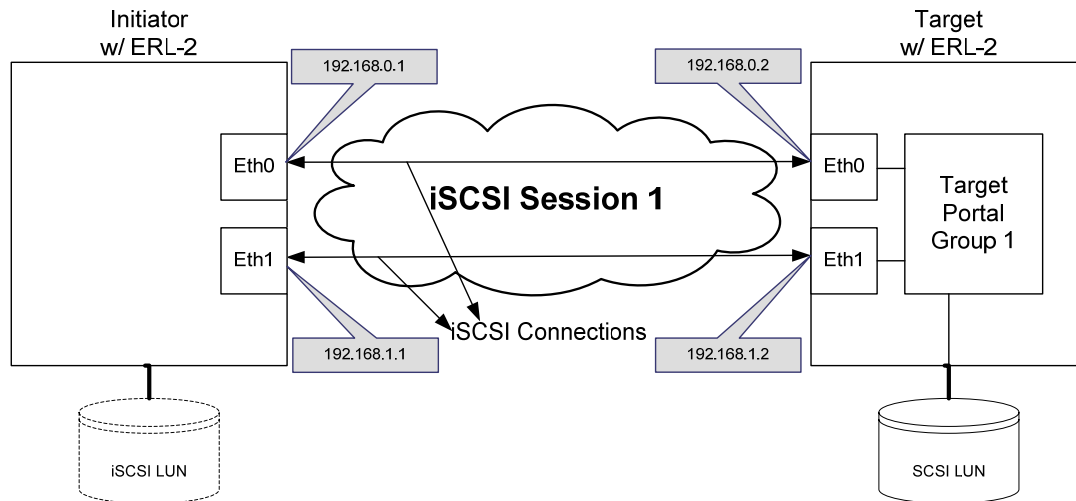 Initiator
w/ ERL-2
Target
w/ ERL-2
192.168.0.1
192.168.0.2
Eth0
Eth0
iSCSI Session 1
Target
Portal
Group 1
Eth1
Eth1
iSCSI Connections
192.168.1.1
192.168.1.2
iSCSI LUN
SCSI LUN